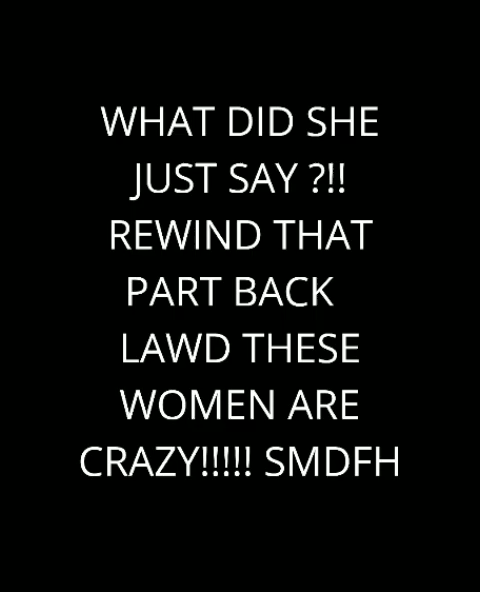 WHAT DID SHE
JUST SAY ?!!
REWIND THAT
PART BACK
LAWD THESE
WOMEN ARE
CRAZY!!!!! SMDFH